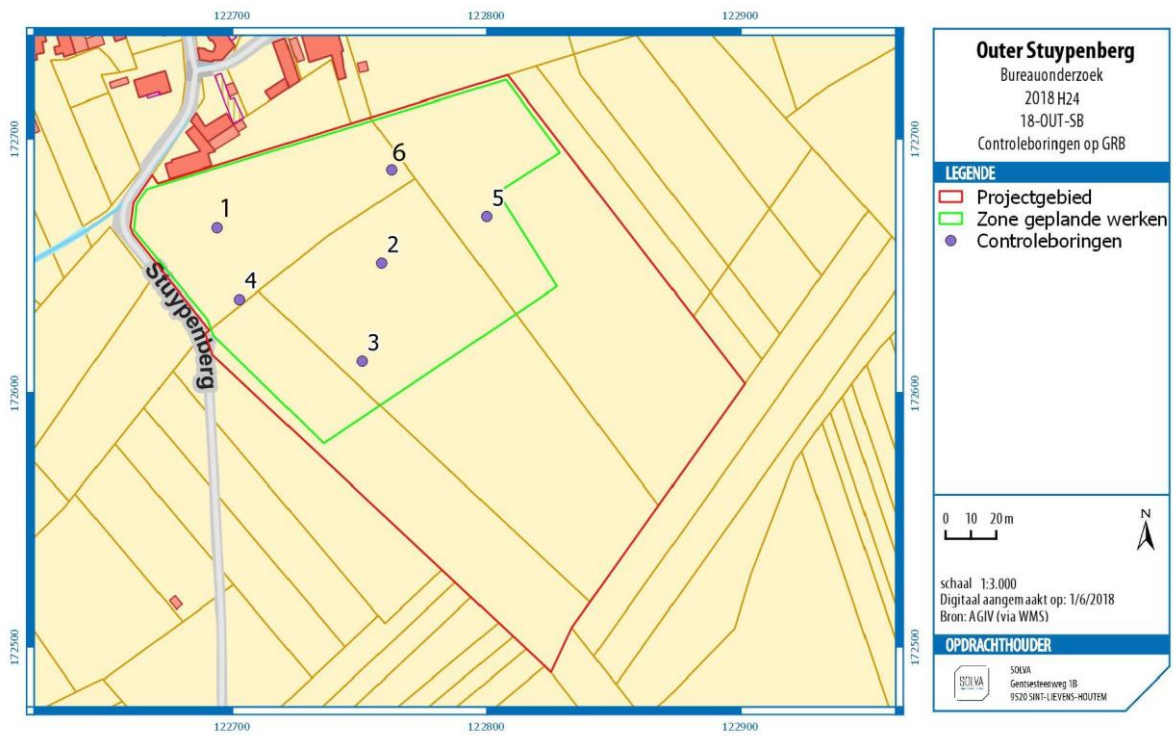 122700
122800
122900
172700
172600
172500
172700
172600
172500
122700
122800
122900
6
5
1
2
4
3
Stuypenberg
Outer Stuypenberg
Bureauonderzoek
2018 H24
18-OUT-SB
Controleboringen op GRB
LEGENDE
Projectgebied
Zone geplande werken
Controleboringen
0 10 20 m
N
schaal 1:3.000
Digitaal aangemaakt op: 1/6/2018
Bron: AGIV (via WMS)
OPDRACHTHOUDER
SOLVA
SOLVA
Gentsesteenweg 1B
9520 SINT-LIEVENS-HOUTEM